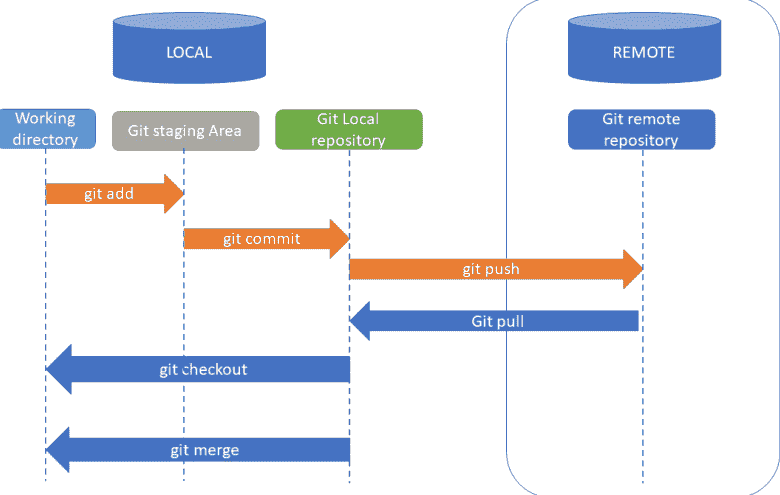 LOCAL
REMOTE
Working
directory
Git staging Area
Git Local
repository
Git remote
repository
git add
git commit
git push
Git pull
git checkout
git merge